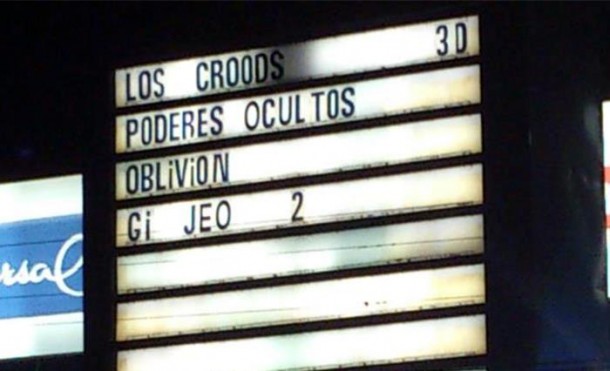 LOS CROODS 3D
PODERES OCULTOS
OBLiViON
Gi JEO 2